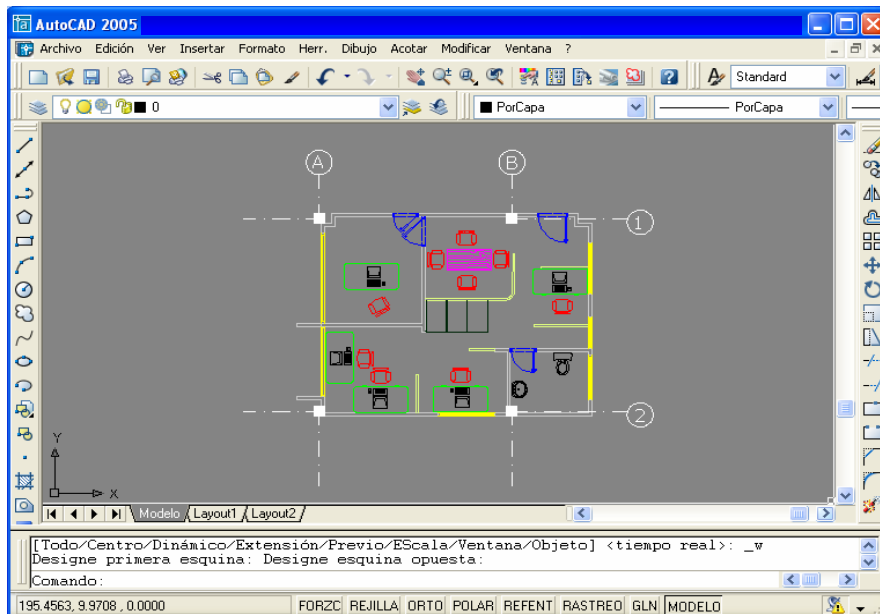 AutoCAD 2005
Archivo Edición Ver Insertar Formato Herr. Dibujo Acotar Modificar Ventana ?
Standard
0 PorCapa PorCapa
A B
1
2
Y
X
Modelo Layout1 Layout2
[Todo/Centro/Dinámico/Extensión/Previo/EScala/Ventana/Objeto] <tiempo real>: _w
Designe primera esquina: Designe esquina opuesta:
Comando:
195.4563, 9.9708 , 0.0000 FORZC REJILLA ORTO POLAR REFENT RASTREO GLN MODELO